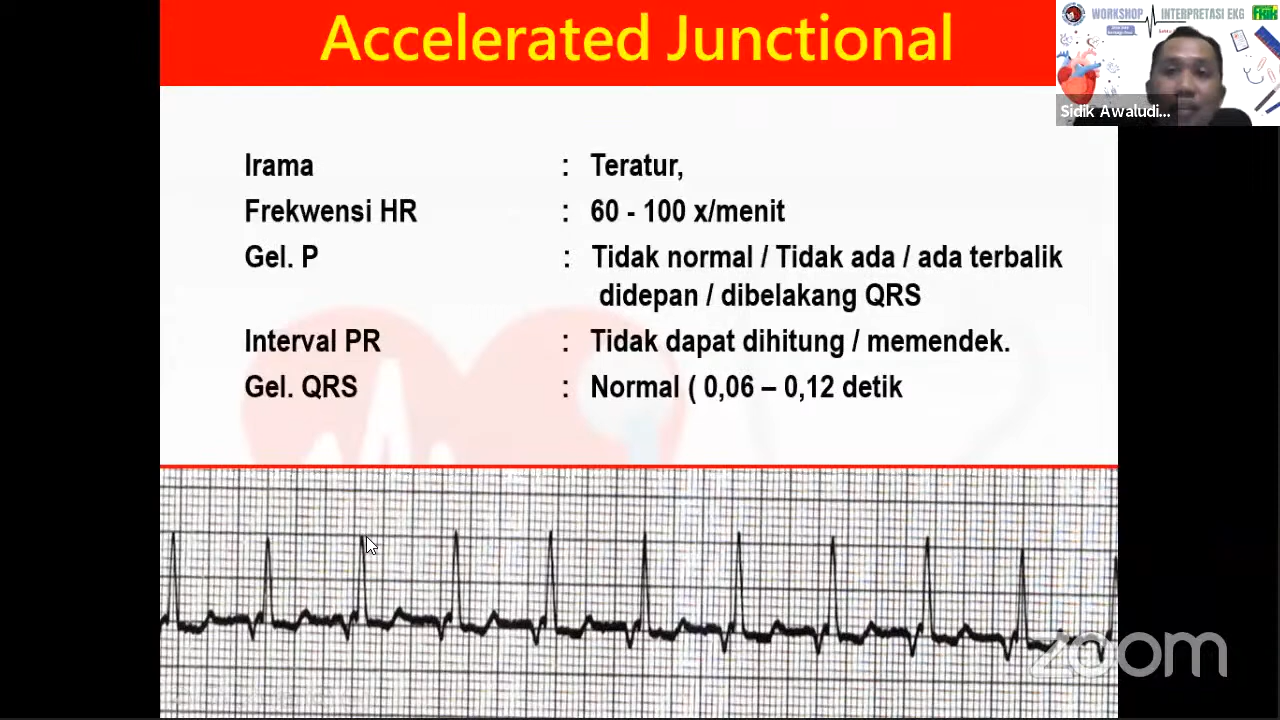 Accelerated Junctional
WORKSHOP INTERPRETASI EKG
Sidik Awaludi...
Irama : Teratur,
Frekwensi HR : 60 - 100 x/menit
Gel. P : Tidak normal / Tidak ada / ada terbalik
didepan / dibelakang QRS
Interval PR : Tidak dapat dihitung / memendek.
Gel. QRS : Normal ( 0,06 – 0,12 detik
zoom